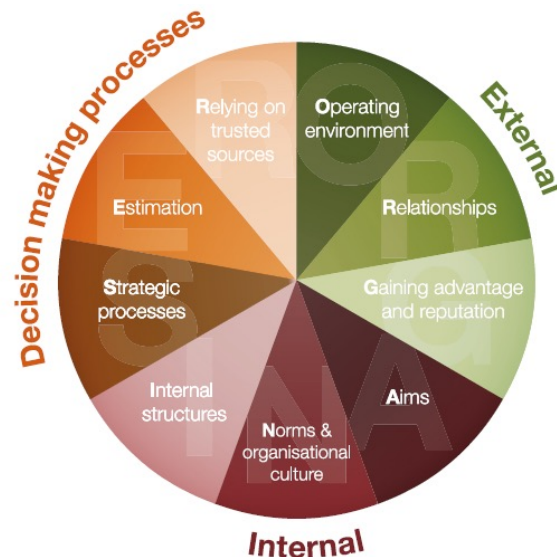 Decision making processes
External
Internal
Operating
environment
Relationships
Gaining advantage
and reputation
Aims
Norms &
organisational
culture
Internal
structures
Strategic
processes
Estimation
Relying on
trusted
sources
O
R
G
A
N
I
S
E
R